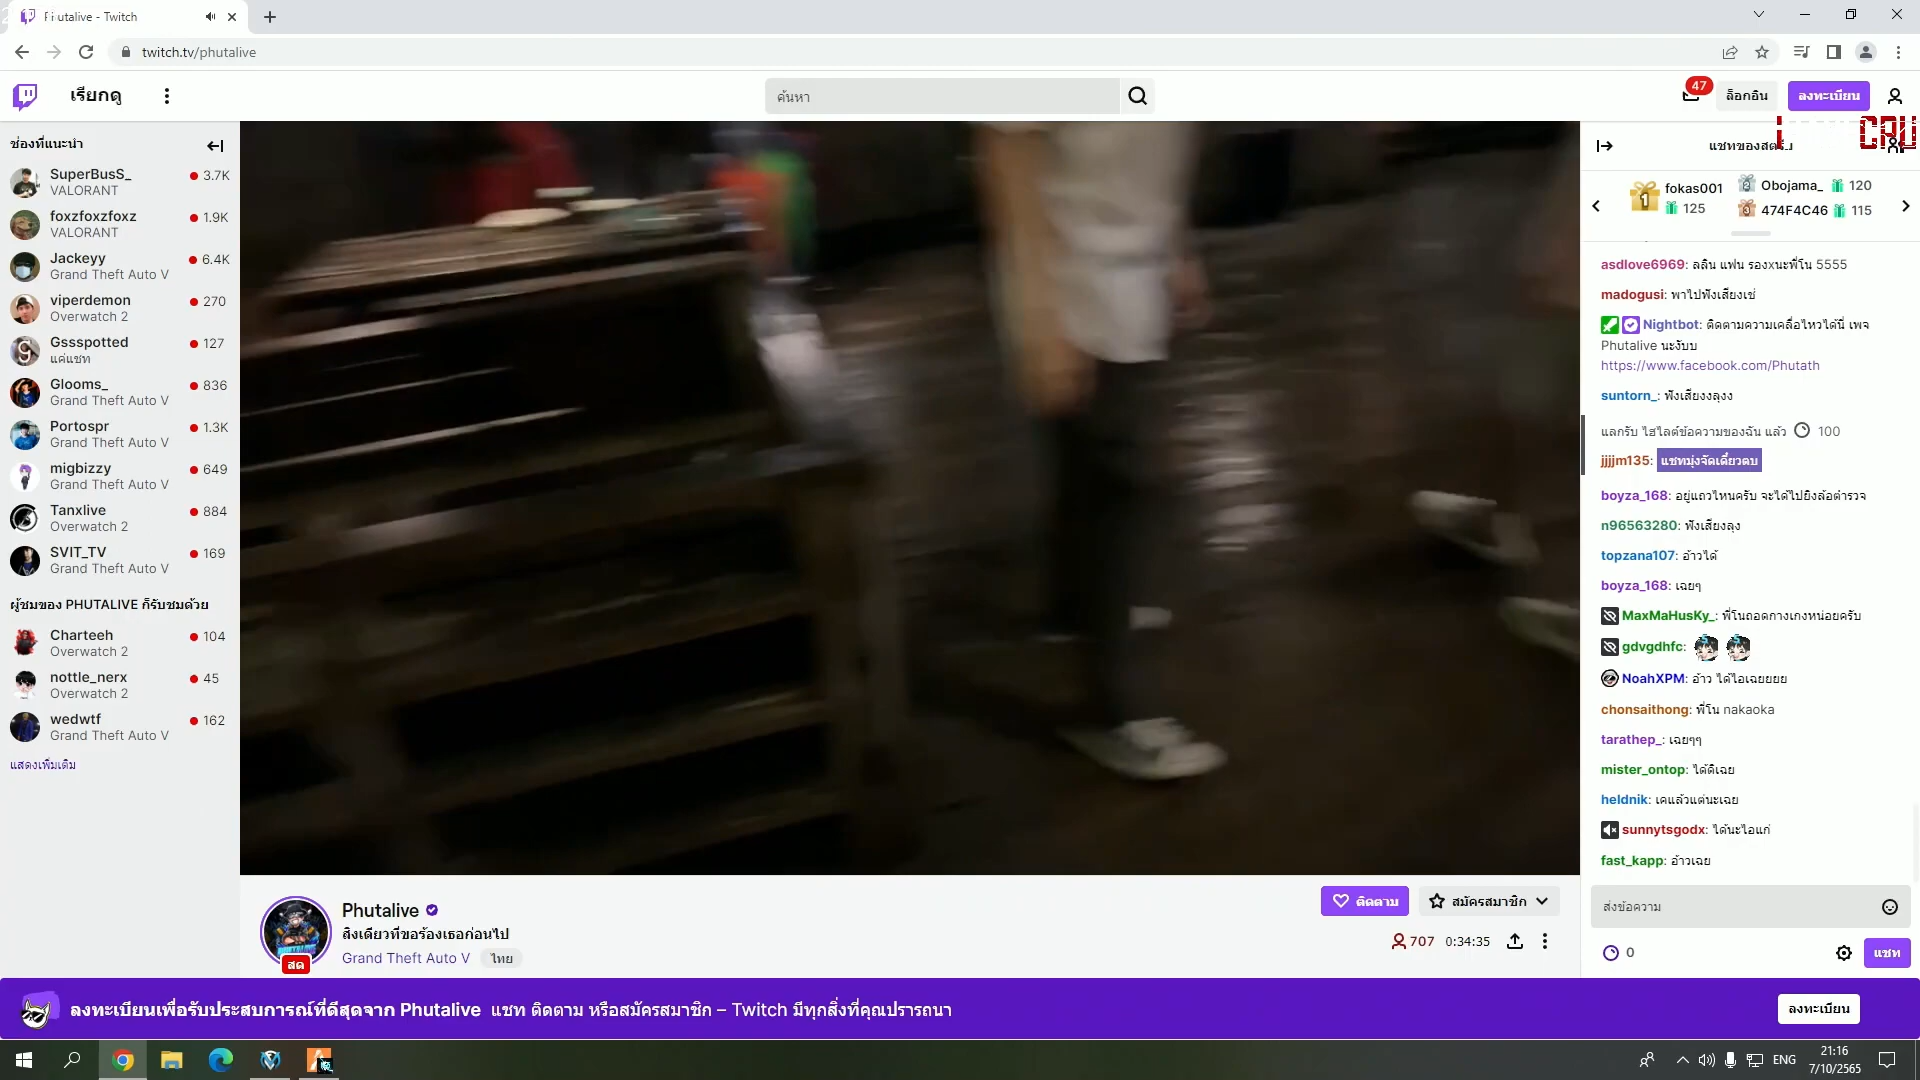 Phutalive - Twitch
twitch.tv/phutalive
เรียกดู
ค้นหา
47
ล็อกอิน
ลงทะเบียน
CPU
ช่องที่แนะนำ
SuperBusS_
3.7K
VALORANT
foxzfoxzfoxz
1.9K
VALORANT
Jackeyy
6.4K
Grand Theft Auto V
viperdemon
270
Overwatch 2
Gssspotted
127
แค่แชท
Glooms_
836
Grand Theft Auto V
Portospr
1.3K
Grand Theft Auto V
migbizzy
649
Grand Theft Auto V
Tanxlive
884
Overwatch 2
SVIT_TV
169
Grand Theft Auto V
ผู้ชมของ PHUTALIVE ก็รับชมด้วย
Charteeh
104
Overwatch 2
nottle_nerx
45
Overwatch 2
wedwtf
162
Grand Theft Auto V
แสดงเพิ่มเติม
Phutalive
สิ่งเดียวที่ขอร้องเธอก่อนไป
Grand Theft Auto V
ไทย
สด
ติดตาม
สมัครสมาชิก
707
0:34:35
1
fokas001
125
2
Obojama_
120
3
474F4C46
115
asdlove6969: ลลิน แฟน รองxนะพี่โน 5555
madogusi: พาไปฟังเสียงเซ่
Nightbot: ติดตามความเคลื่อไหวได้นี่ เพจ
Phutalive นะงับบ
https://www.facebook.com/Phutath
suntorn_: ฟังเสียงงลุงง
แลกรับ ไฮไลต์ข้อความของฉัน แล้ว 100
jjjjm135: แชทมุ่งจัดเดี่ยวตบ
boyza_168: อยู่แถวไหนครับ จะได้ไปยิงล้อตำรวจ
n96563280: ฟังเสียงลุง
topzana107: อ้าวได้
boyza_168: เฉยๆ
MaxMaHusKy_: พี่โนถอดกางเกงหน่อยครับ
gdvgdhfc:
NoahXPM: อ้าว ได้ไอเฉยยยย
chonsaithong: พี่โน nakaoka
tarathep_: เฉยๆๆ
mister_ontop: ได้ดิเฉย
heldnik: เคแล้วแต่นะเฉย
sunnytsgodx: ได้นะไอแก่
fast_kapp: อ้าวเฉย
ส่งข้อความ
0
แชท
ลงทะเบียนเพื่อรับประสบการณ์ที่ดีสุดจาก Phutalive แชท ติดตาม หรือสมัครสมาชิก – Twitch มีทุกสิ่งที่คุณปรารถนา
ลงทะเบียน
ENG
21:16
7/10/2565